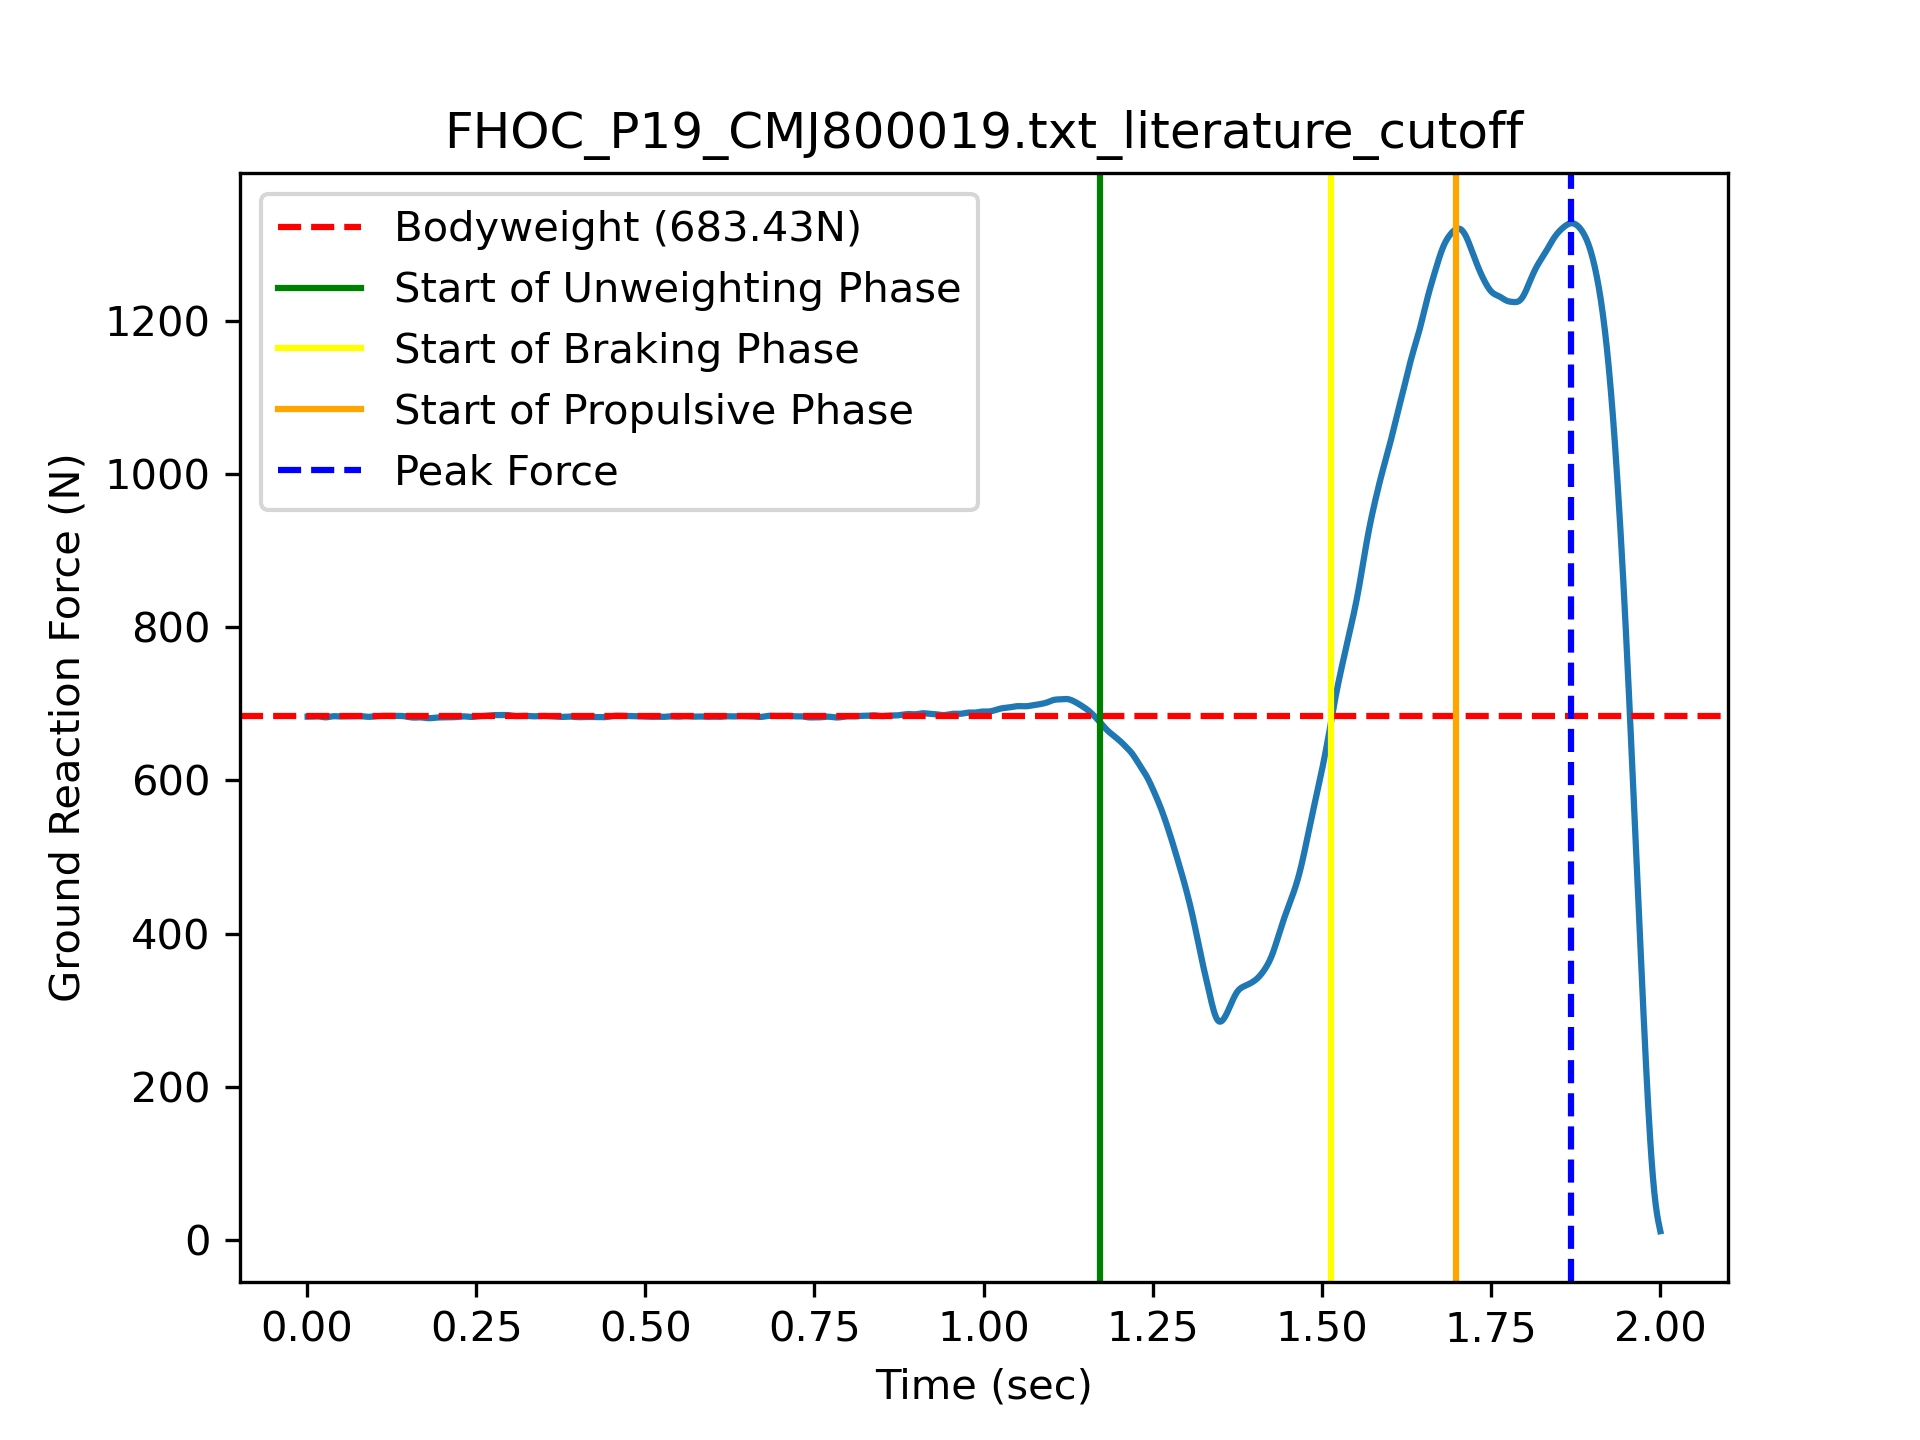 FHOC_P19_CMJ800019.txt_literature_cutoff
Bodyweight (683.43N)
Start of Unweighting Phase
Start of Braking Phase
Start of Propulsive Phase
Peak Force
Ground Reaction Force (N)
1200
1000
800
600
400
200
0
0.00 0.25 0.50 0.75 1.00 1.25 1.50 1.75 2.00
Time (sec)